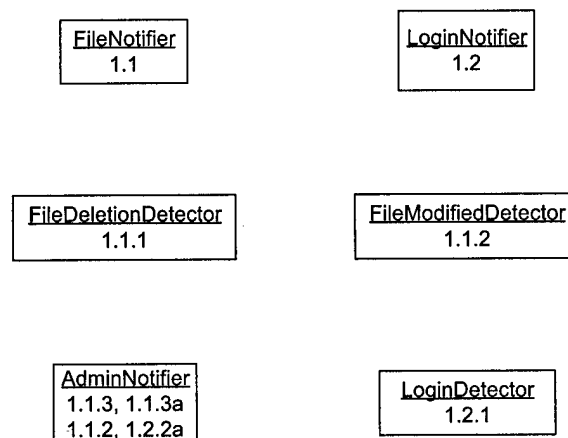 FileNotifier
1.1
LoginNotifier
1.2
FileDeletionDetector
1.1.1
FileModifiedDetector
1.1.2
AdminNotifier
1.1.3, 1.1.3a
1.1.2, 1.2.2a
LoginDetector
1.2.1